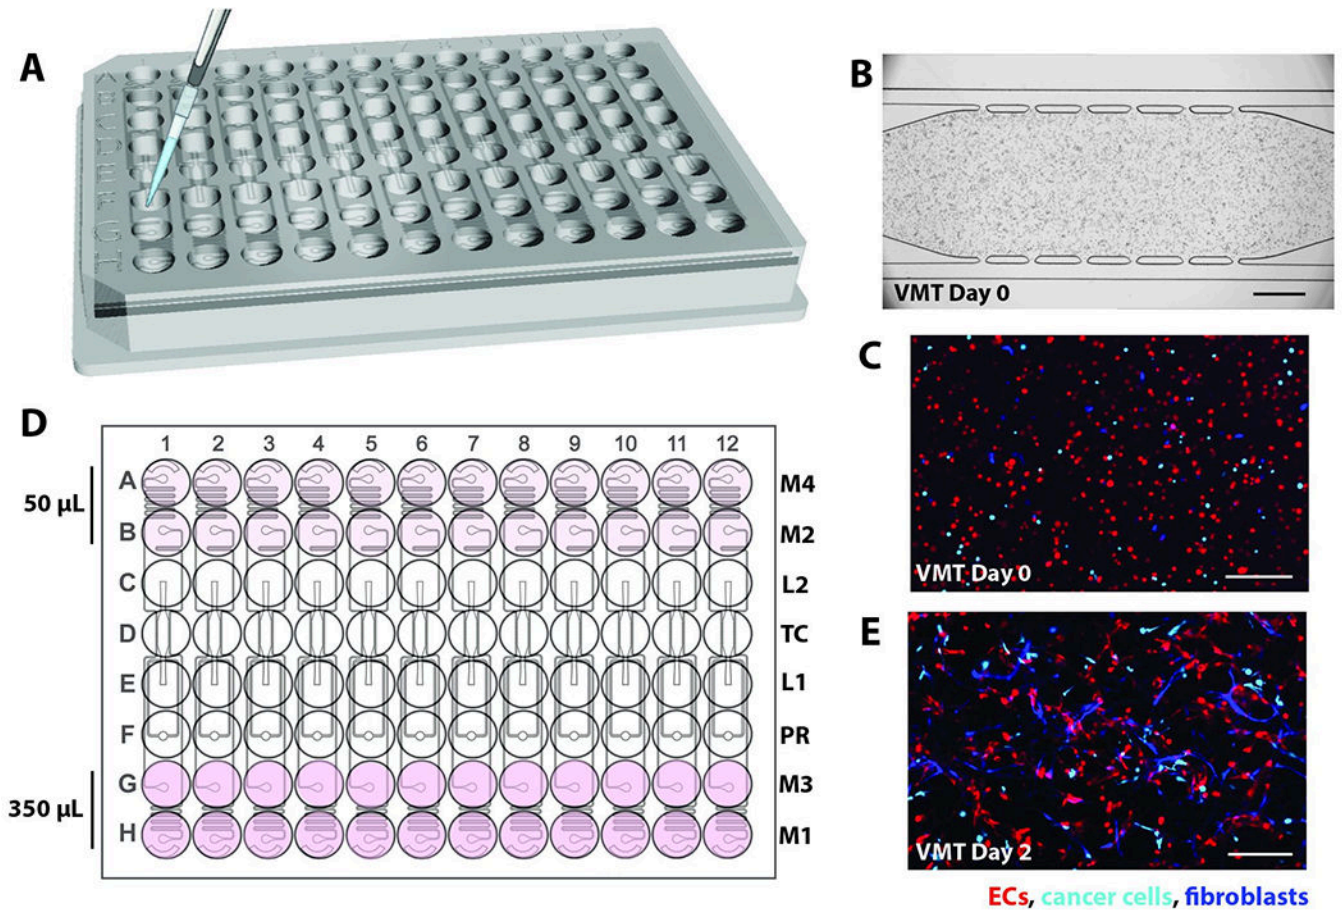 A
B
VMT Day 0
C
VMT Day 0
D
1 2 3 4 5 6 7 8 9 10 11 12
A M4
50 µL
B M2
C L2
D TC
E L1
F PR
G M3
350 µL
H M1
E
VMT Day 2
ECs, cancer cells, fibroblasts